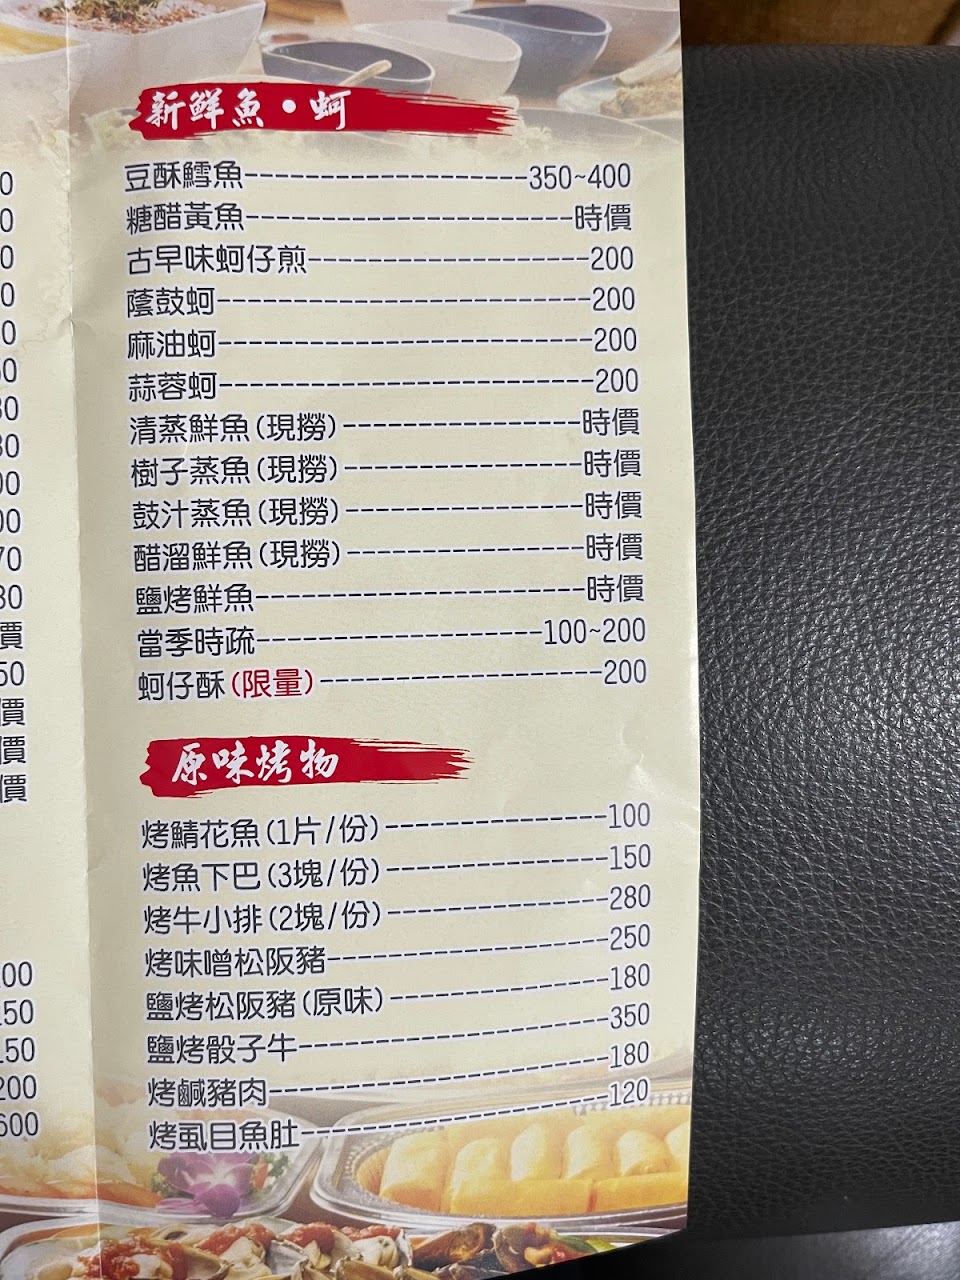 新鮮魚•蚵
豆酥鱈魚 350~400
糖醋黃魚 時價
古早味蚵仔煎 200
蔭鼓蚵 200
麻油蚵 200
蒜蓉蚵 200
清蒸鮮魚(現撈) 時價
樹子蒸魚(現撈) 時價
鼓汁蒸魚(現撈) 時價
醋溜鮮魚(現撈) 時價
鹽烤鮮魚 時價
當季時疏 100~200
蚵仔酥(限量) 200
原味烤物
烤鯖花魚(1片/份) 100
烤魚下巴(3塊/份) 150
烤牛小排(2塊/份) 280
烤味噌松阪豬 250
鹽烤松阪豬(原味) 180
鹽烤骰子牛 350
烤鹹豬肉 180
烤虱目魚肚 120